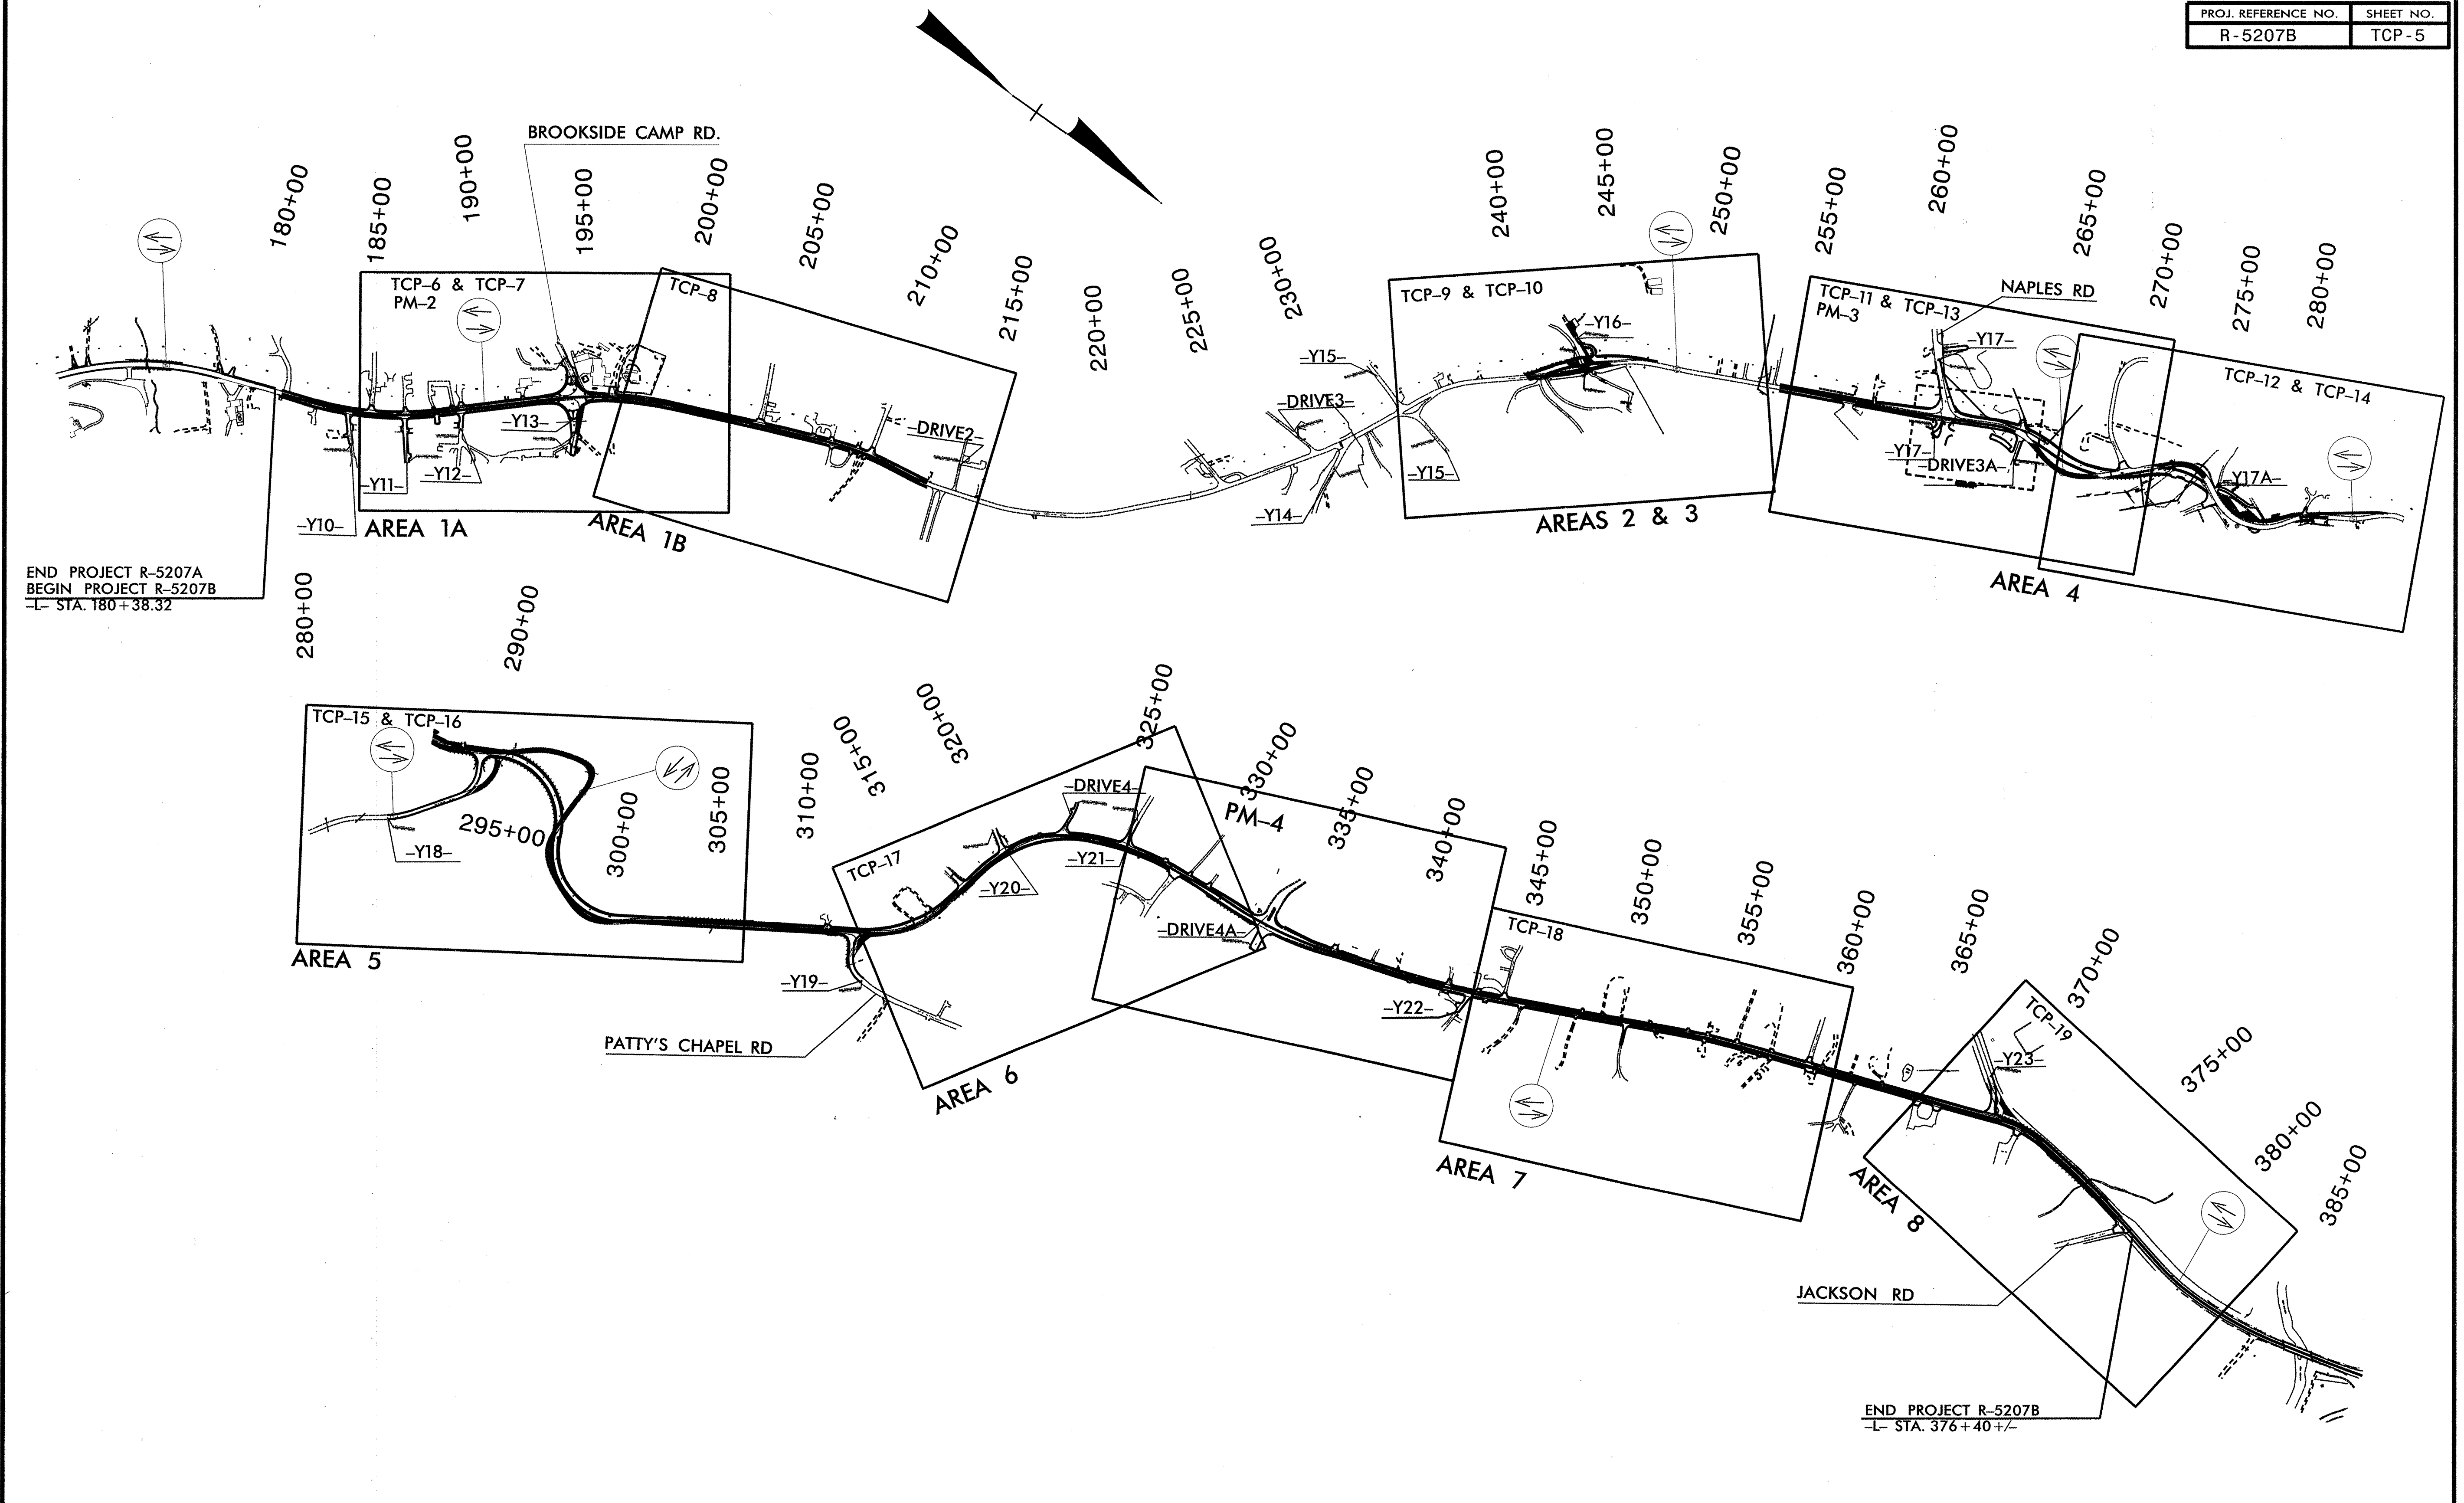 PROJ. REFERENCE NO.
SHEET NO.
R-5207B
TCP-5
BROOKSIDE CAMP RD.
180+00
185+00
190+00
195+00
200+00
205+00
210+00
215+00
220+00
225+00
230+00
240+00
245+00
250+00
255+00
260+00
265+00
270+00
275+00
280+00
TCP-6 & TCP-7
PM-2
TCP-8
TCP-9 & TCP-10
TCP-11 & TCP-13
PM-3
NAPLES RD
TCP-12 & TCP-14
-Y10-
-Y11-
-Y12-
-Y13-
-DRIVE2-
-Y14-
-DRIVE3-
-Y15-
-Y15-
-Y16-
-Y17-
-Y17-
-DRIVE3A-
-Y17A-
AREA 1A
AREA 1B
AREAS 2 & 3
AREA 4
END PROJECT R-5207A
BEGIN PROJECT R-5207B
-L- STA. 180+38.32
280+00
290+00
295+00
300+00
305+00
310+00
315+00
320+00
325+00
330+00
335+00
340+00
345+00
350+00
355+00
360+00
365+00
370+00
375+00
380+00
385+00
TCP-15 & TCP-16
-Y18-
AREA 5
TCP-17
-DRIVE4-
-Y21-
-Y20-
-DRIVE4A-
-Y19-
PATTY'S CHAPEL RD
AREA 6
PM-4
-Y22-
TCP-18
AREA 7
TCP-19
-Y23-
AREA 8
JACKSON RD
END PROJECT R-5207B
-L- STA. 376+40+/-